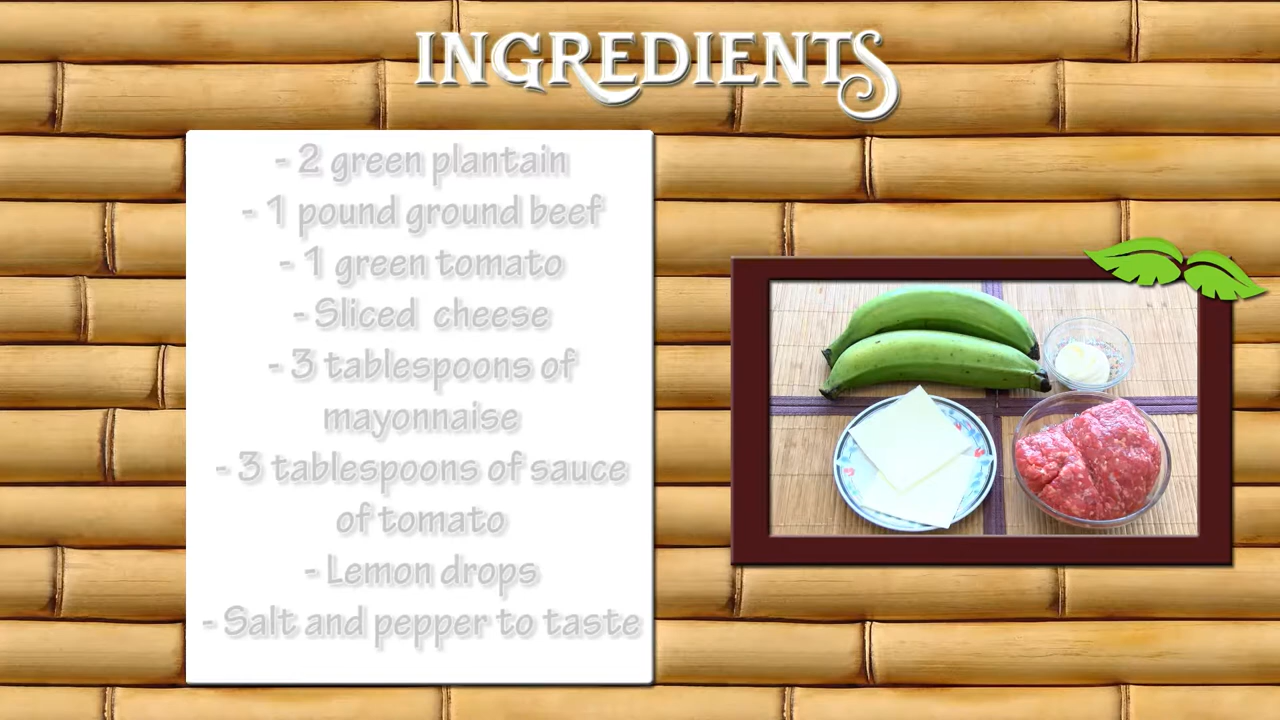 INGREDIENTS
- 2 green plantain
- 1 pound ground beef
- 1 green tomato
- Sliced cheese
- 3 tablespoons of
mayonnaise
- 3 tablespoons of sauce
of tomato
- Lemon drops
- Salt and pepper to taste